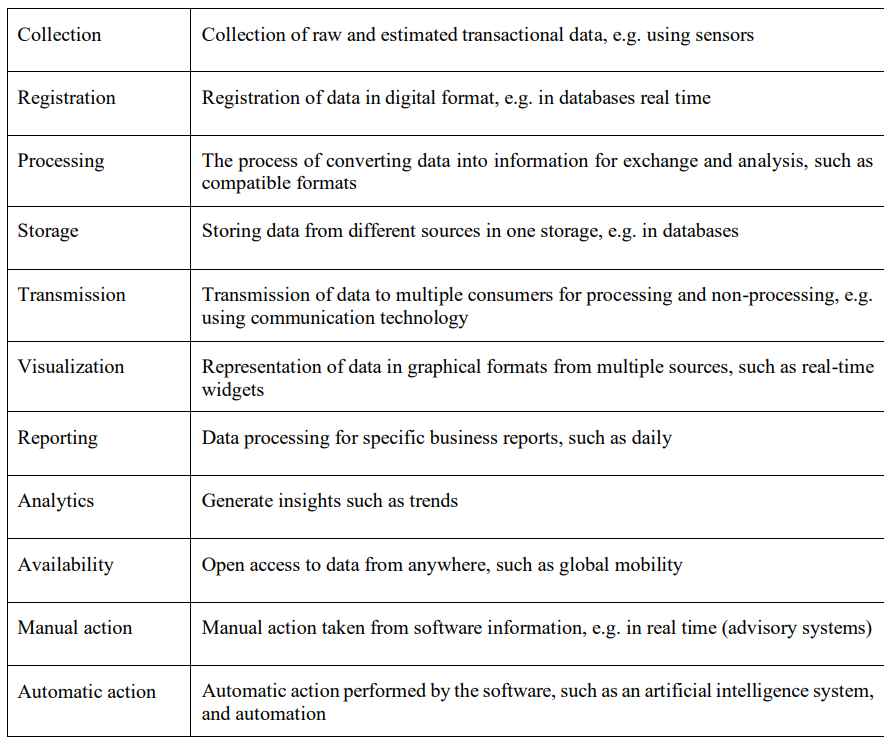 Collection
Collection of raw and estimated transactional data, e.g. using sensors
Registration
Registration of data in digital format, e.g. in databases real time
Processing
The process of converting data into information for exchange and analysis, such as
compatible formats
Storage
Storing data from different sources in one storage, e.g. in databases
Transmission
Transmission of data to multiple consumers for processing and non-processing, e.g.
using communication technology
Visualization
Representation of data in graphical formats from multiple sources, such as real-time
widgets
Reporting
Data processing for specific business reports, such as daily
Analytics
Generate insights such as trends
Availability
Open access to data from anywhere, such as global mobility
Manual action
Manual action taken from software information, e.g. in real time (advisory systems)
Automatic action
Automatic action performed by the software, such as an artificial intelligence system,
and automation